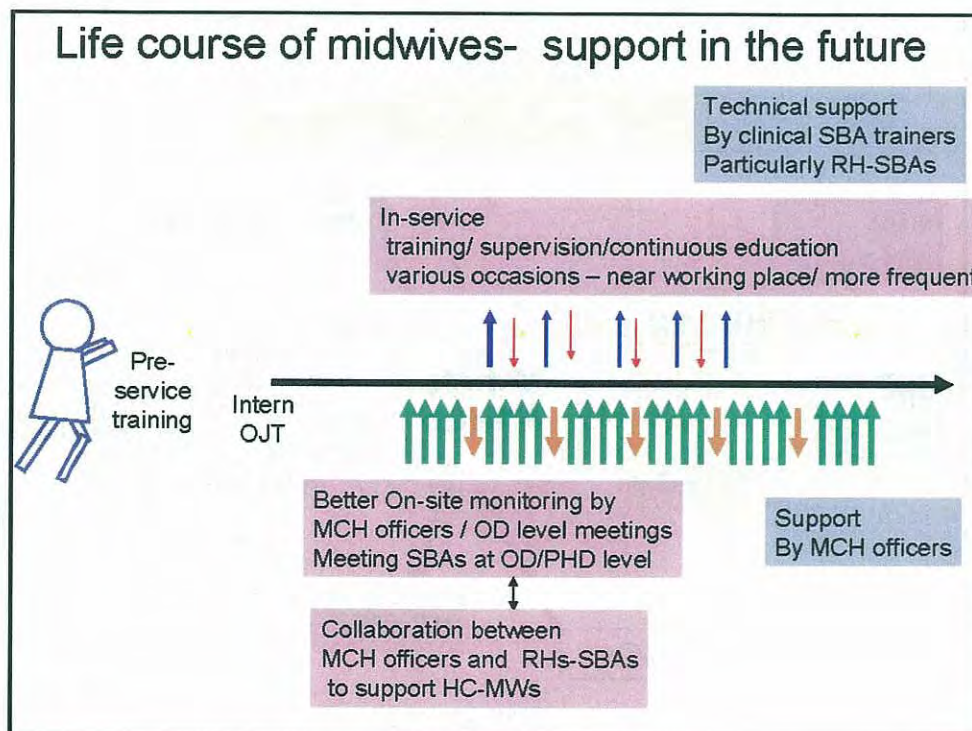 Life course of midwives- support in the future
Technical support
By clinical SBA trainers
Particularly RH-SBAs
In-service
training/ supervision/continuous education
various occasions – near working place/ more frequent
Pre-
service
training
Intern
OJT
Better On-site monitoring by
MCH officers / OD level meetings
Meeting SBAs at OD/PHD level
Support
By MCH officers
Collaboration between
MCH officers and RHs-SBAs
to support HC-MWs